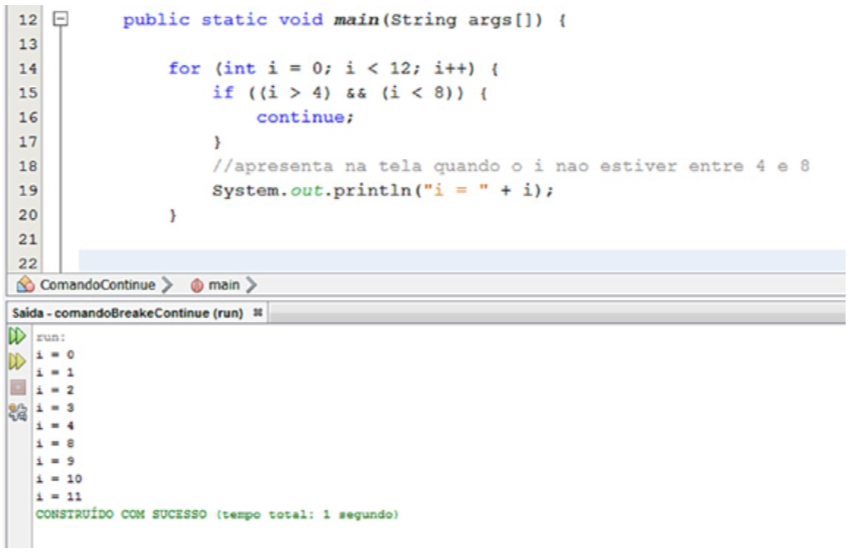 12 public static void main(String args[]) {
13
14 for (int i = 0; i < 12; i++) {
15 if ((i > 4) && (i < 8)) {
16 continue;
17 }
18 //apresenta na tela quando o i nao estiver entre 4 e 8
19 System.out.println("i = " + i);
20 }
21
22
ComandoContinue > main >
Saída - comandoBreakeContinue (run)
run:
i = 0
i = 1
i = 2
i = 3
i = 4
i = 8
i = 9
i = 10
i = 11
CONSTRUÍDO COM SUCESSO (tempo total: 1 segundo)